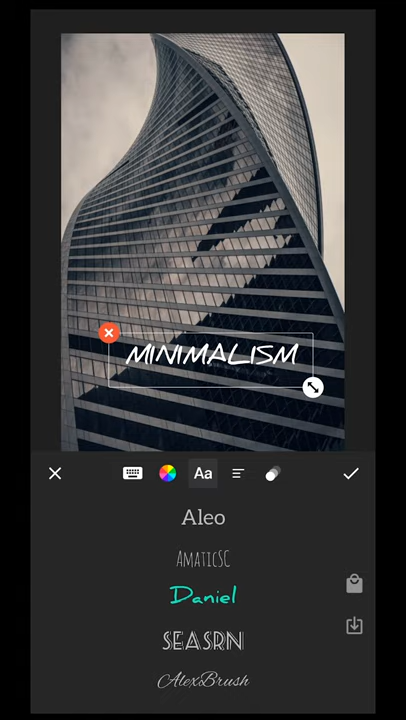 MINIMALISM
Aa
Aleo
AmaticSC
Daniel
SEASRN
AlexBrush